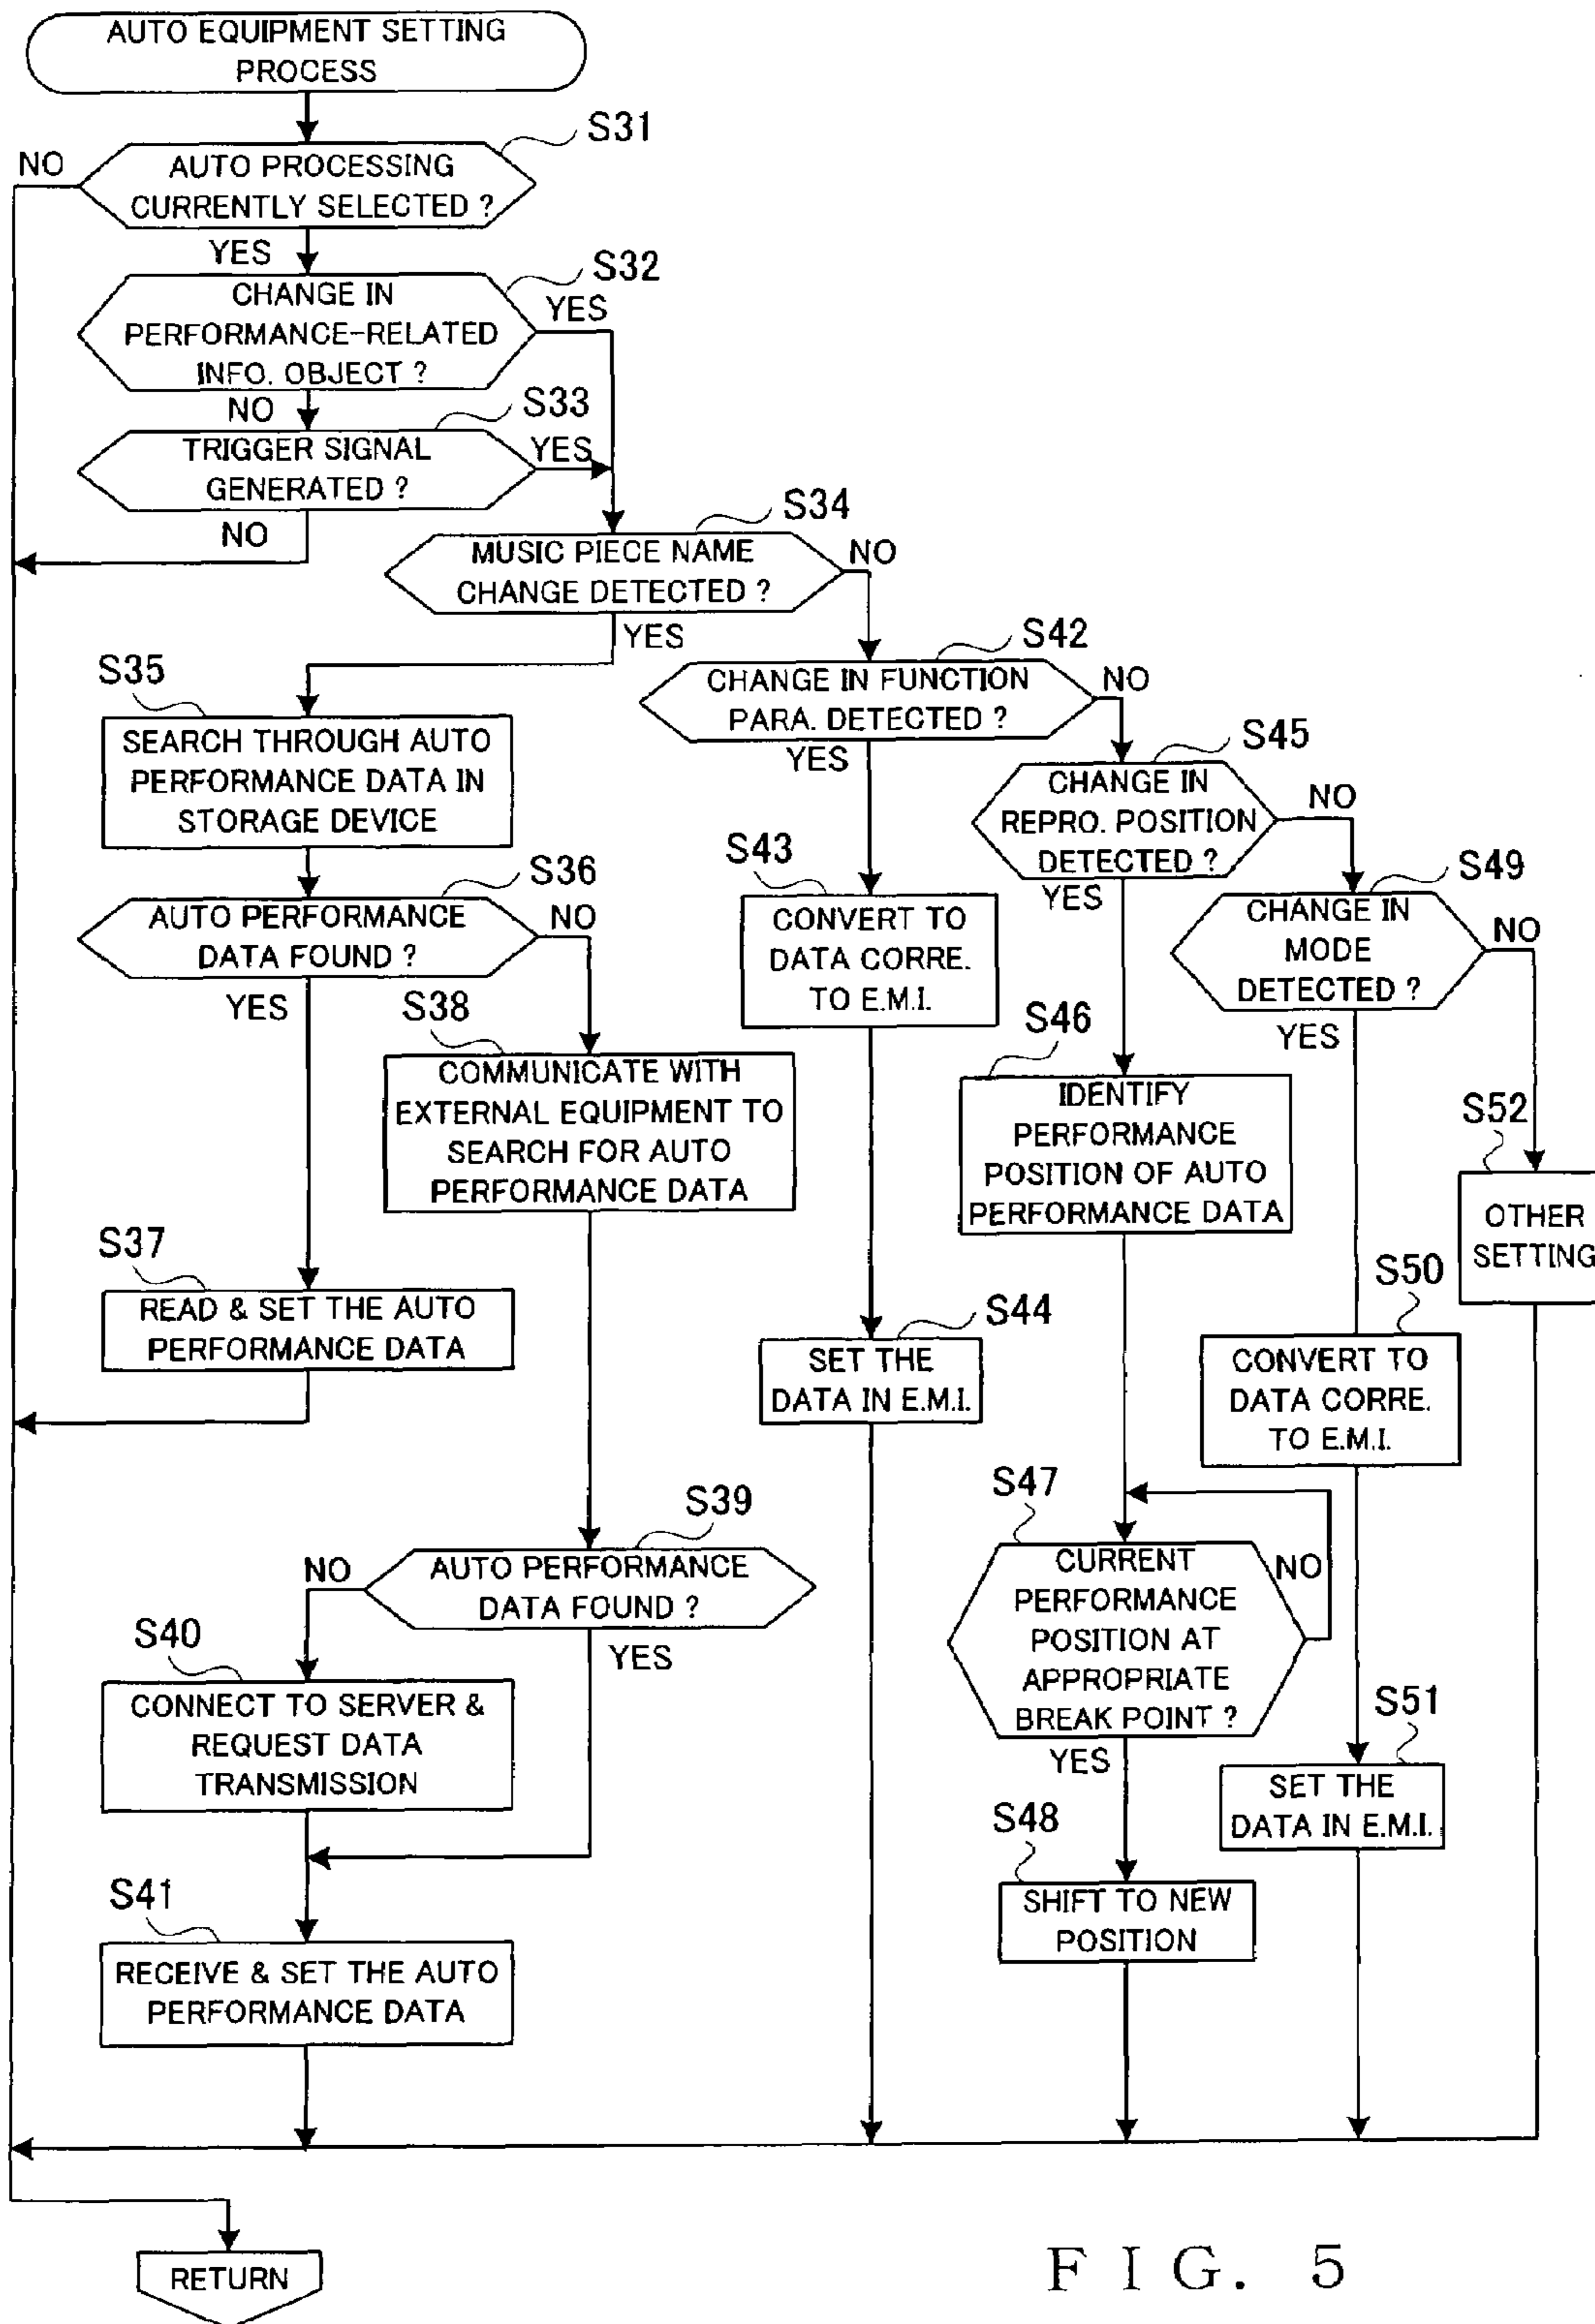 AUTO EQUIPMENT SETTING
PROCESS
S31
NO
AUTO PROCESSING
CURRENTLY SELECTED ?
YES
S32
CHANGE IN
PERFORMANCE-RELATED
INFO. OBJECT ?
YES
NO
S33
TRIGGER SIGNAL
GENERATED ?
YES
NO
S34
MUSIC PIECE NAME
CHANGE DETECTED ?
NO
YES
S35
SEARCH THROUGH AUTO
PERFORMANCE DATA IN
STORAGE DEVICE
S36
AUTO PERFORMANCE
DATA FOUND ?
NO
YES
S37
READ & SET THE AUTO
PERFORMANCE DATA
S38
COMMUNICATE WITH
EXTERNAL EQUIPMENT TO
SEARCH FOR AUTO
PERFORMANCE DATA
S39
AUTO PERFORMANCE
DATA FOUND ?
NO
YES
S40
CONNECT TO SERVER &
REQUEST DATA
TRANSMISSION
S41
RECEIVE & SET THE AUTO
PERFORMANCE DATA
S42
CHANGE IN FUNCTION
PARA. DETECTED ?
NO
YES
S43
CONVERT TO
DATA CORRE.
TO E.M.I.
S44
SET THE
DATA IN E.M.I.
S45
CHANGE IN
REPRO. POSITION
DETECTED ?
NO
YES
S46
IDENTIFY
PERFORMANCE
POSITION OF AUTO
PERFORMANCE DATA
S47
CURRENT
PERFORMANCE
POSITION AT
APPROPRIATE
BREAK POINT ?
NO
YES
S48
SHIFT TO NEW
POSITION
S49
CHANGE IN
MODE
DETECTED ?
NO
YES
S50
CONVERT TO
DATA CORRE.
TO E.M.I.
S51
SET THE
DATA IN E.M.I.
S52
OTHER
SETTING
RETURN
FIG. 5